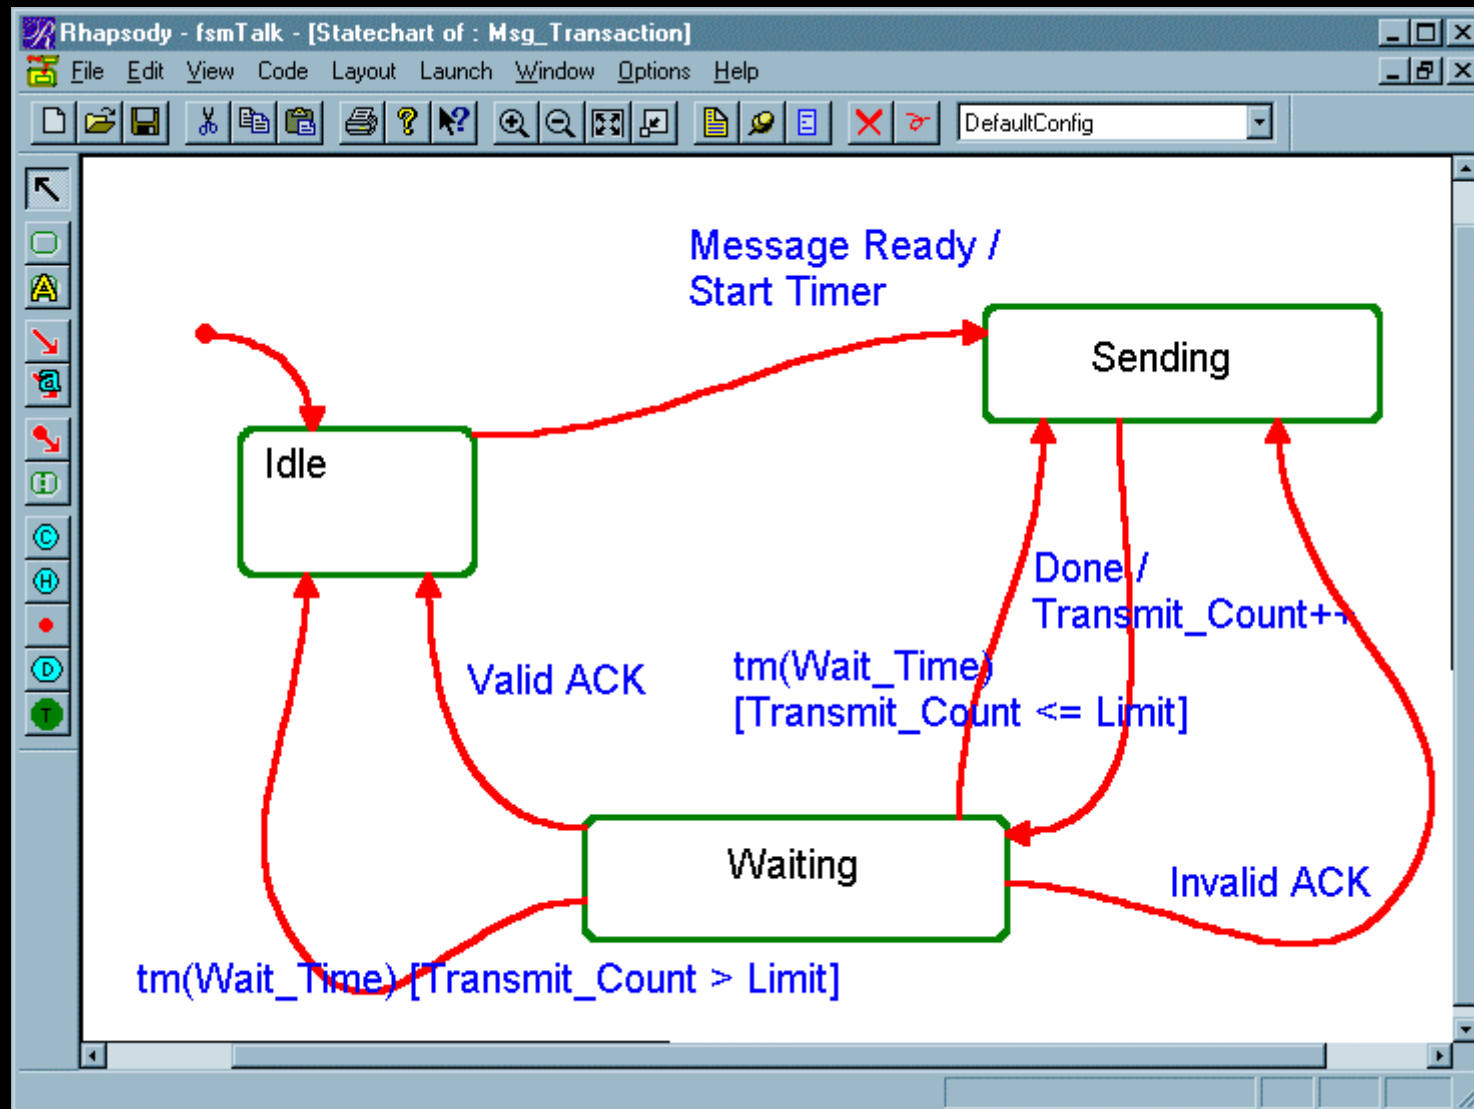 Rhapsody - fsmTalk - [Statechart of : Msg_Transaction]
File Edit View Code Layout Launch Window Options Help
DefaultConfig
Message Ready /
Start Timer
Sending
Idle
Done /
Transmit_Count++
Valid ACK
tm(Wait_Time)
[Transmit_Count <= Limit]
Waiting
Invalid ACK
tm(Wait_Time) [Transmit_Count > Limit]
A
a
C
H
D
T